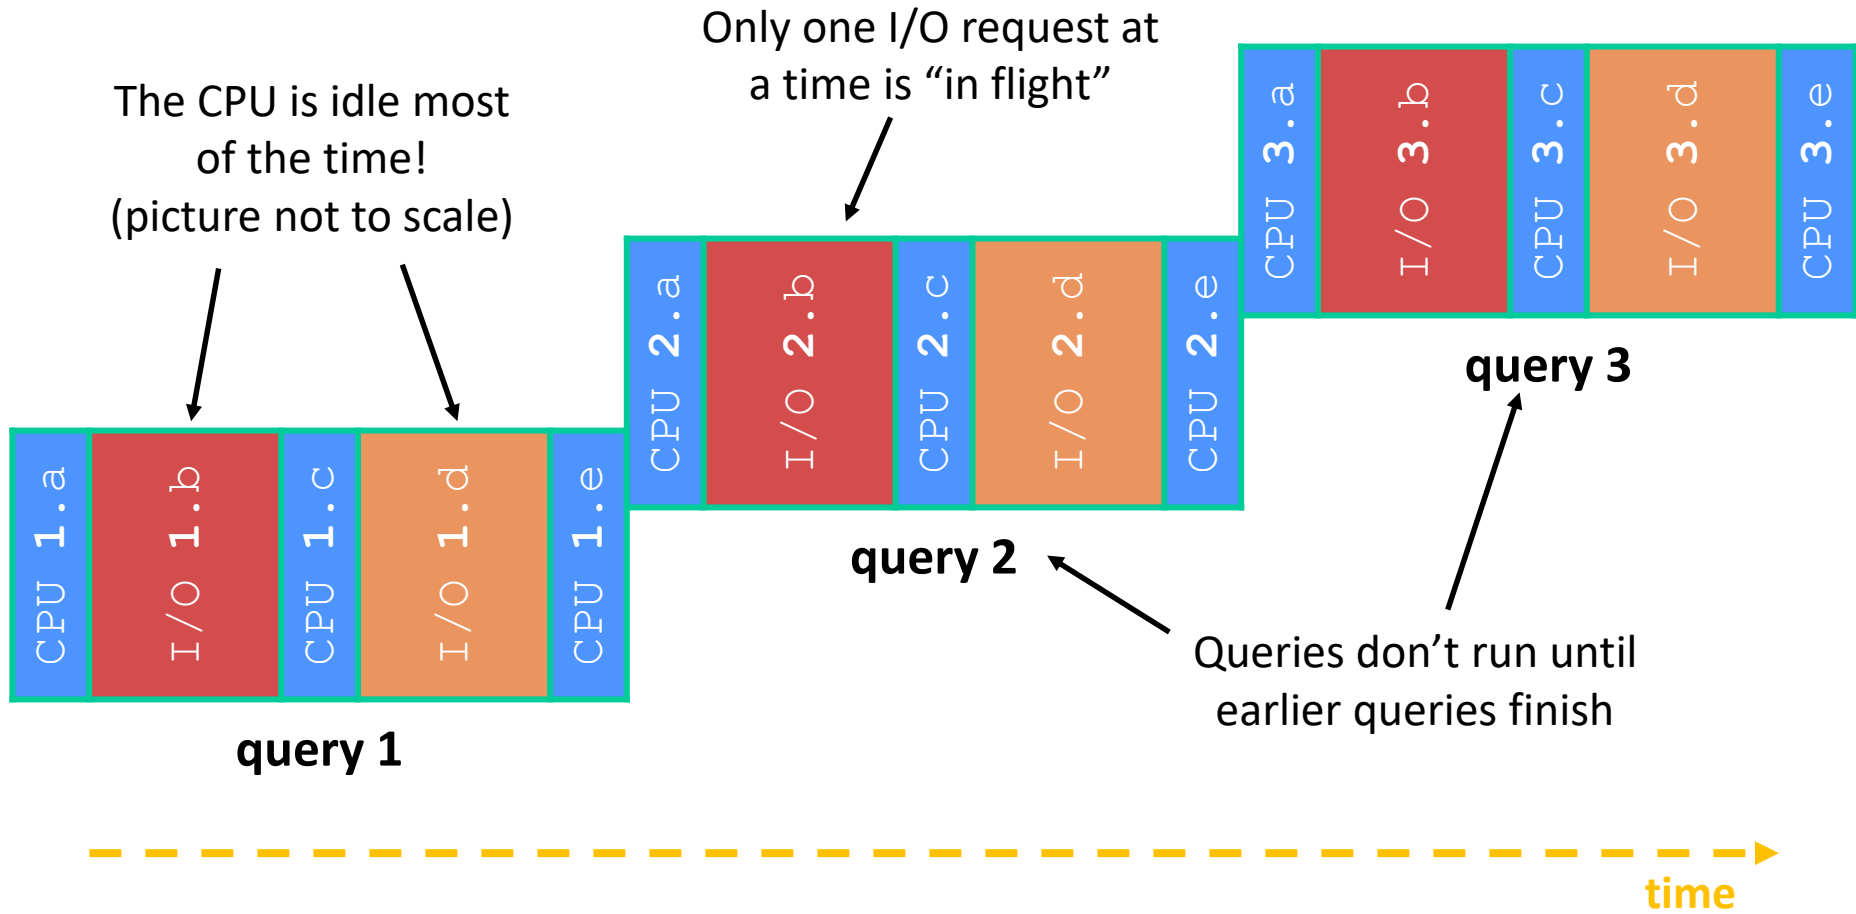 Only one I/O request at
a time is “in flight”
The CPU is idle most
of the time!
(picture not to scale)
CPU 1.a
I/O 1.b
CPU 1.c
I/O 1.d
CPU 1.e
query 1
CPU 2.a
I/O 2.b
CPU 2.c
I/O 2.d
CPU 2.e
query 2
CPU 3.a
I/O 3.b
CPU 3.c
I/O 3.d
CPU 3.e
query 3
Queries don’t run until
earlier queries finish
time